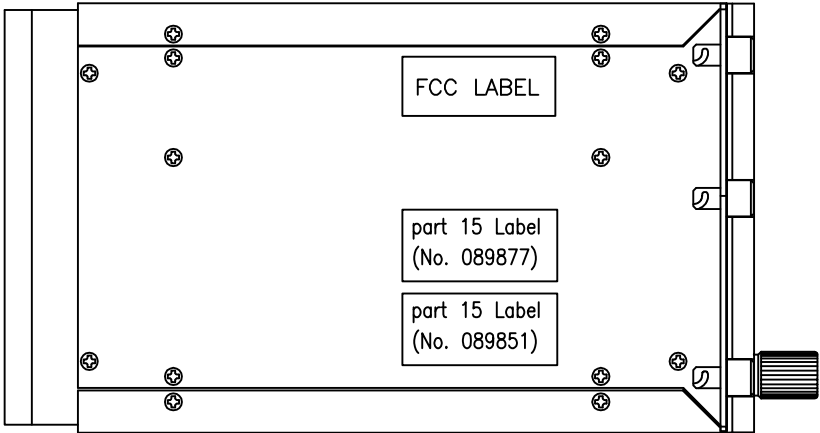 FCC LABEL
part 15 Label
(No. 089877)
part 15 Label
(No. 089851)